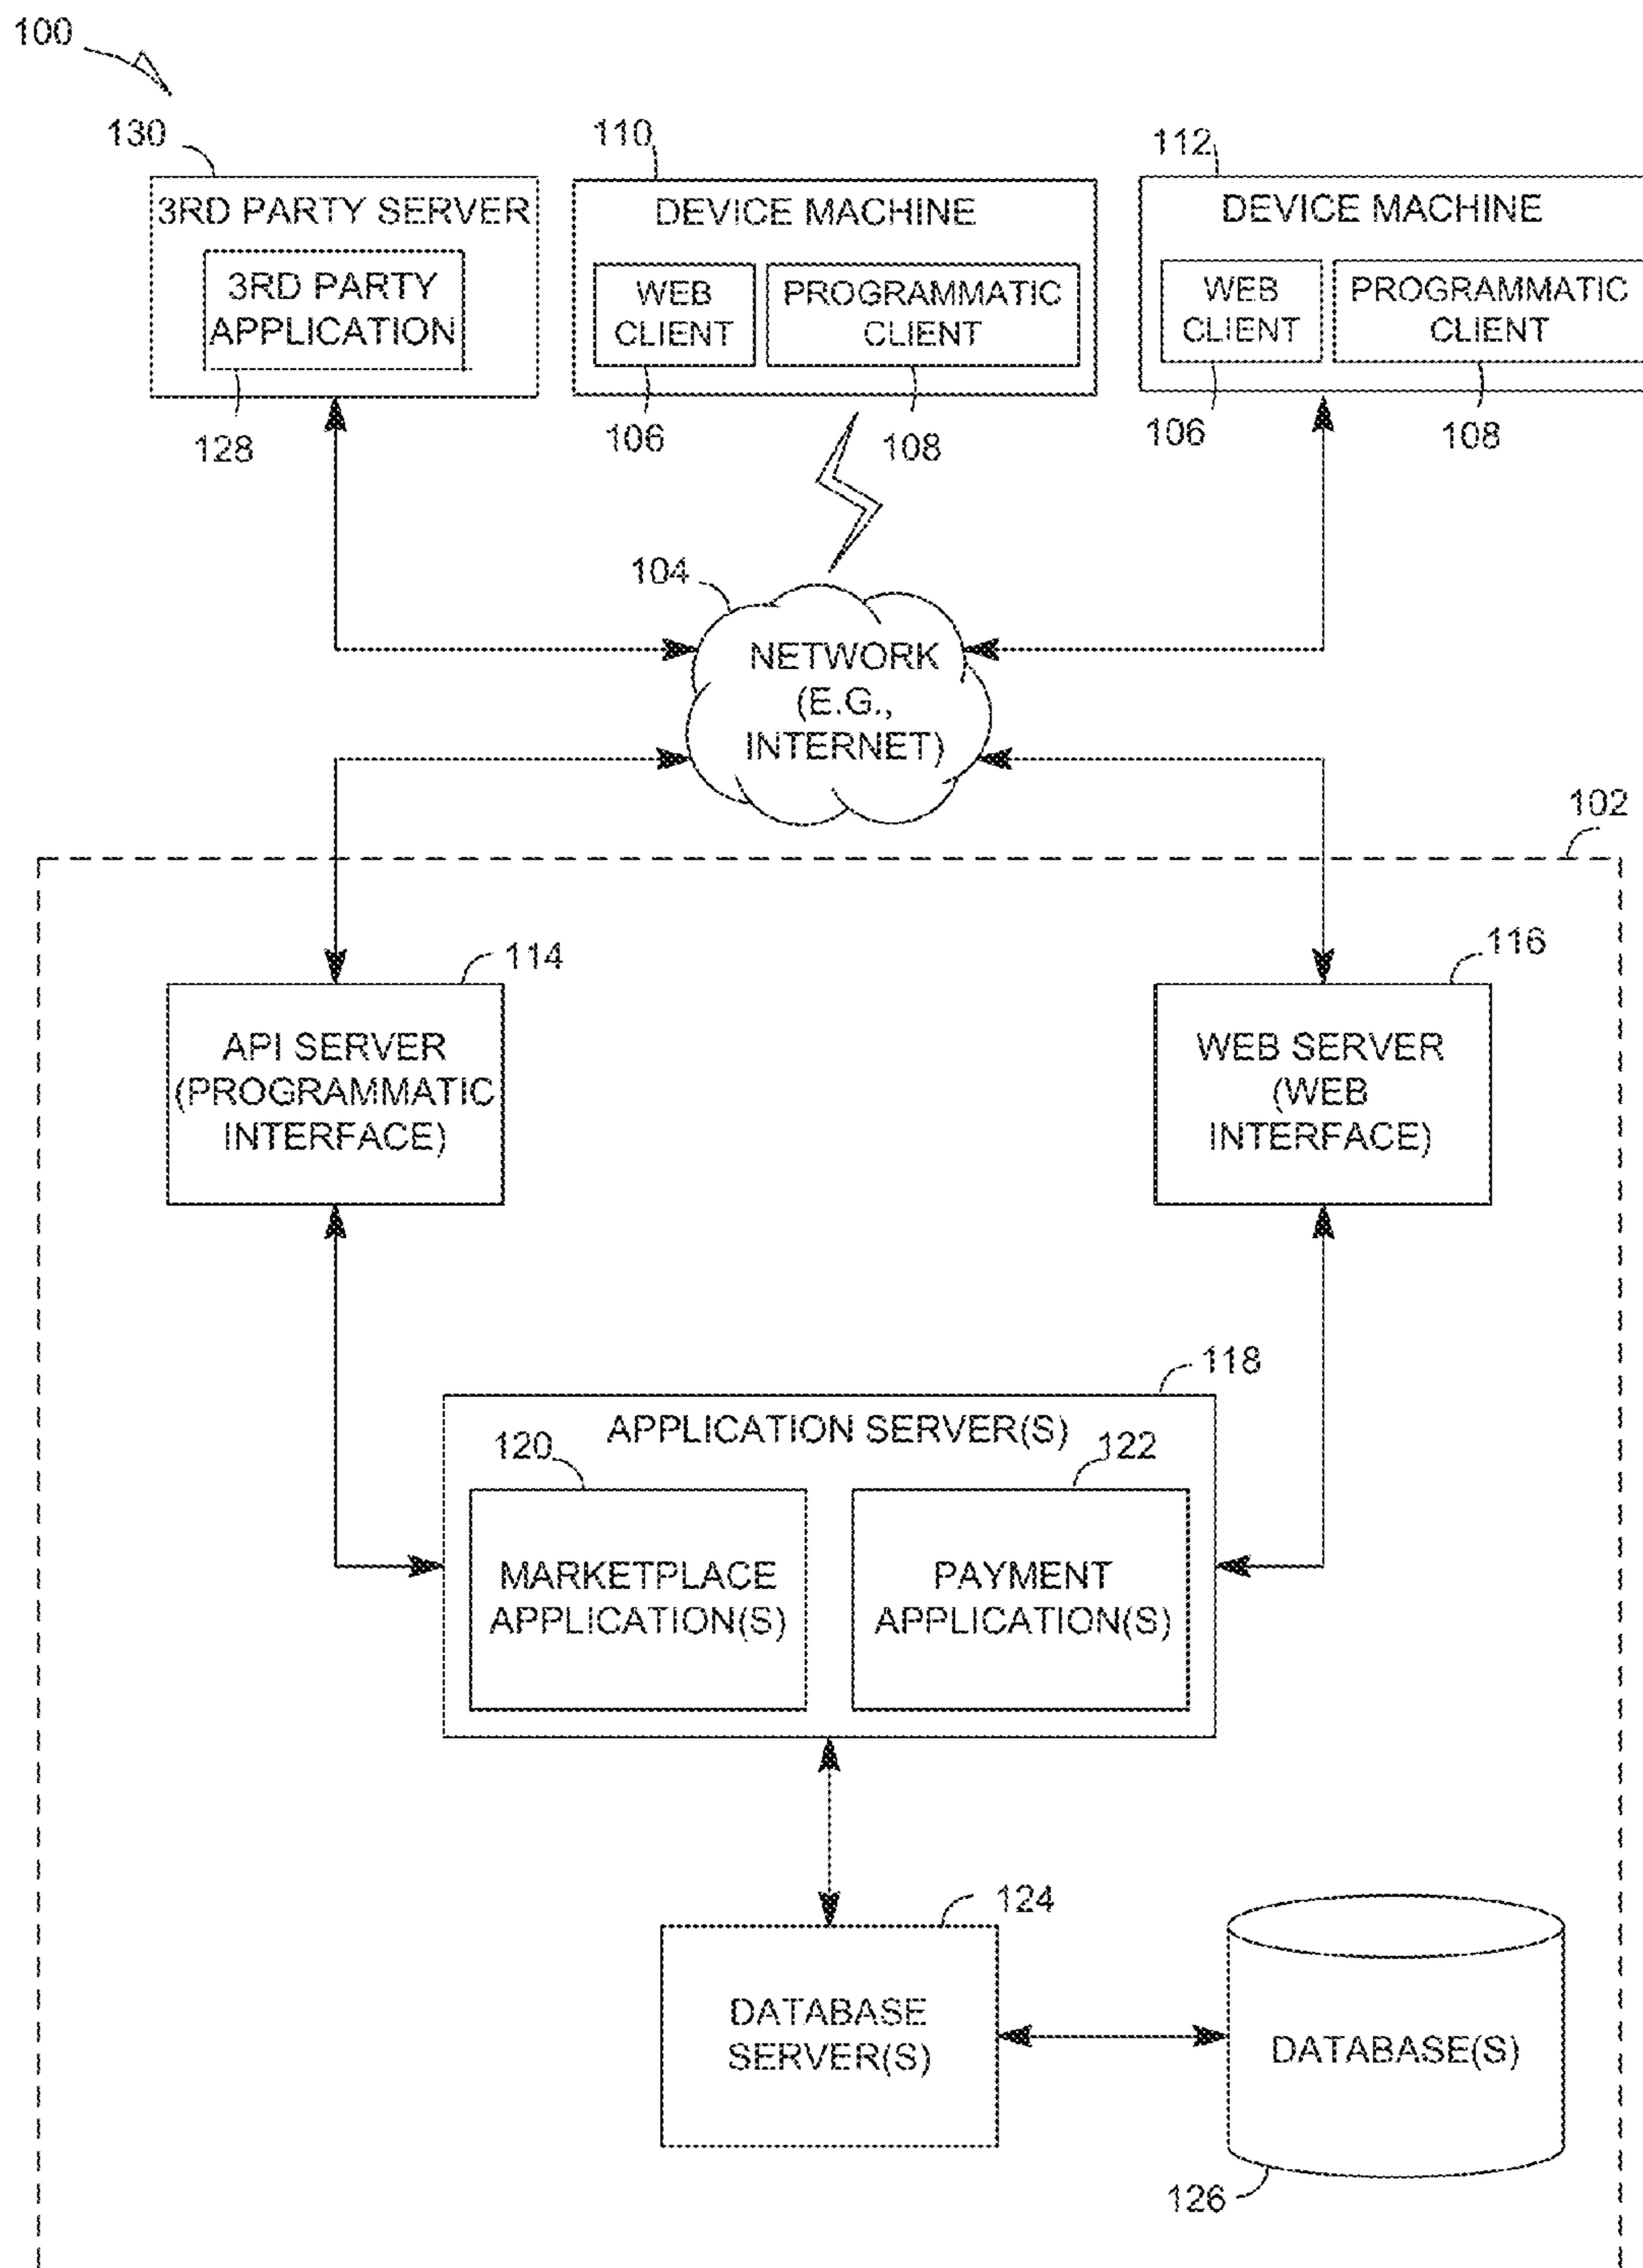 100
130
110
112
3RD PARTY SERVER
DEVICE MACHINE
DEVICE MACHINE
3RD PARTY
APPLICATION
WEB
CLIENT
PROGRAMMATIC
CLIENT
WEB
CLIENT
PROGRAMMATIC
CLIENT
128
106
108
106
108
104
NETWORK
(E.G.,
INTERNET)
102
114
116
API SERVER
(PROGRAMMATIC
INTERFACE)
WEB SERVER
(WEB
INTERFACE)
118
APPLICATION SERVER(S)
120
122
MARKETPLACE
APPLICATION(S)
PAYMENT
APPLICATION(S)
124
DATABASE
SERVER(S)
DATABASE(S)
126